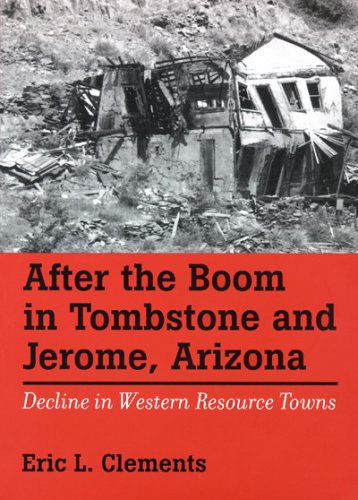 After the Boom
in Tombstone and
Jerome, Arizona
Decline in Western Resource Towns
Eric L. Clements